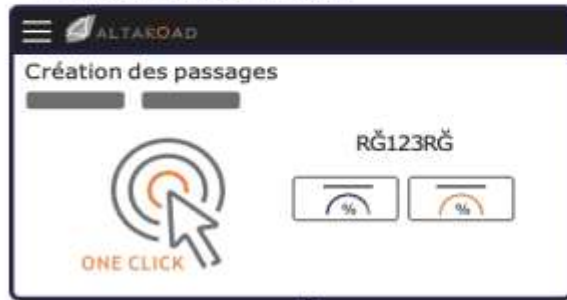 ALTAROAD
Création des passages
RĞ123RĞ
% %
ONE CLICK